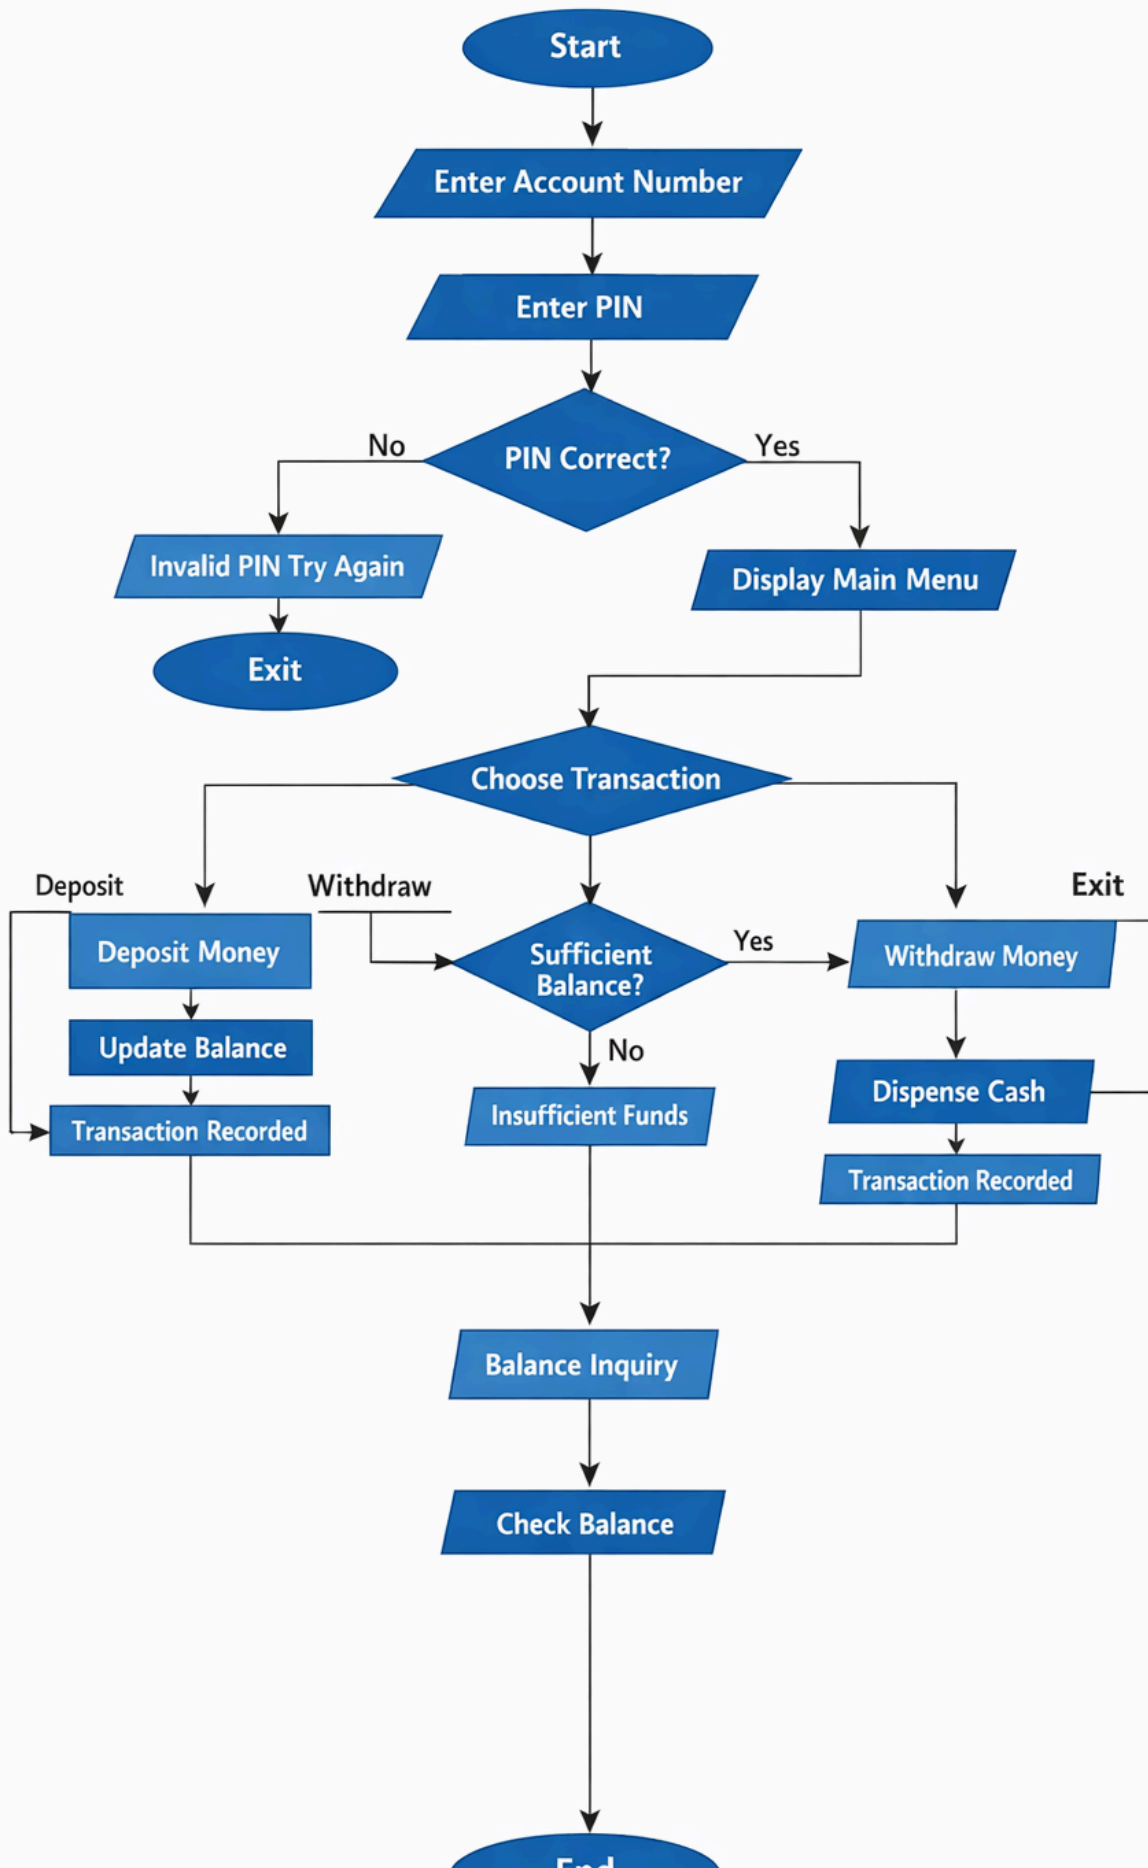 Start
Enter Account Number
Enter PIN
PIN Correct?
No
Yes
Invalid PIN Try Again
Display Main Menu
Exit
Choose Transaction
Deposit
Withdraw
Exit
Deposit Money
Sufficient
Balance?
Yes
Withdraw Money
Update Balance
No
Dispense Cash
Transaction Recorded
Insufficient Funds
Transaction Recorded
Balance Inquiry
Check Balance
End